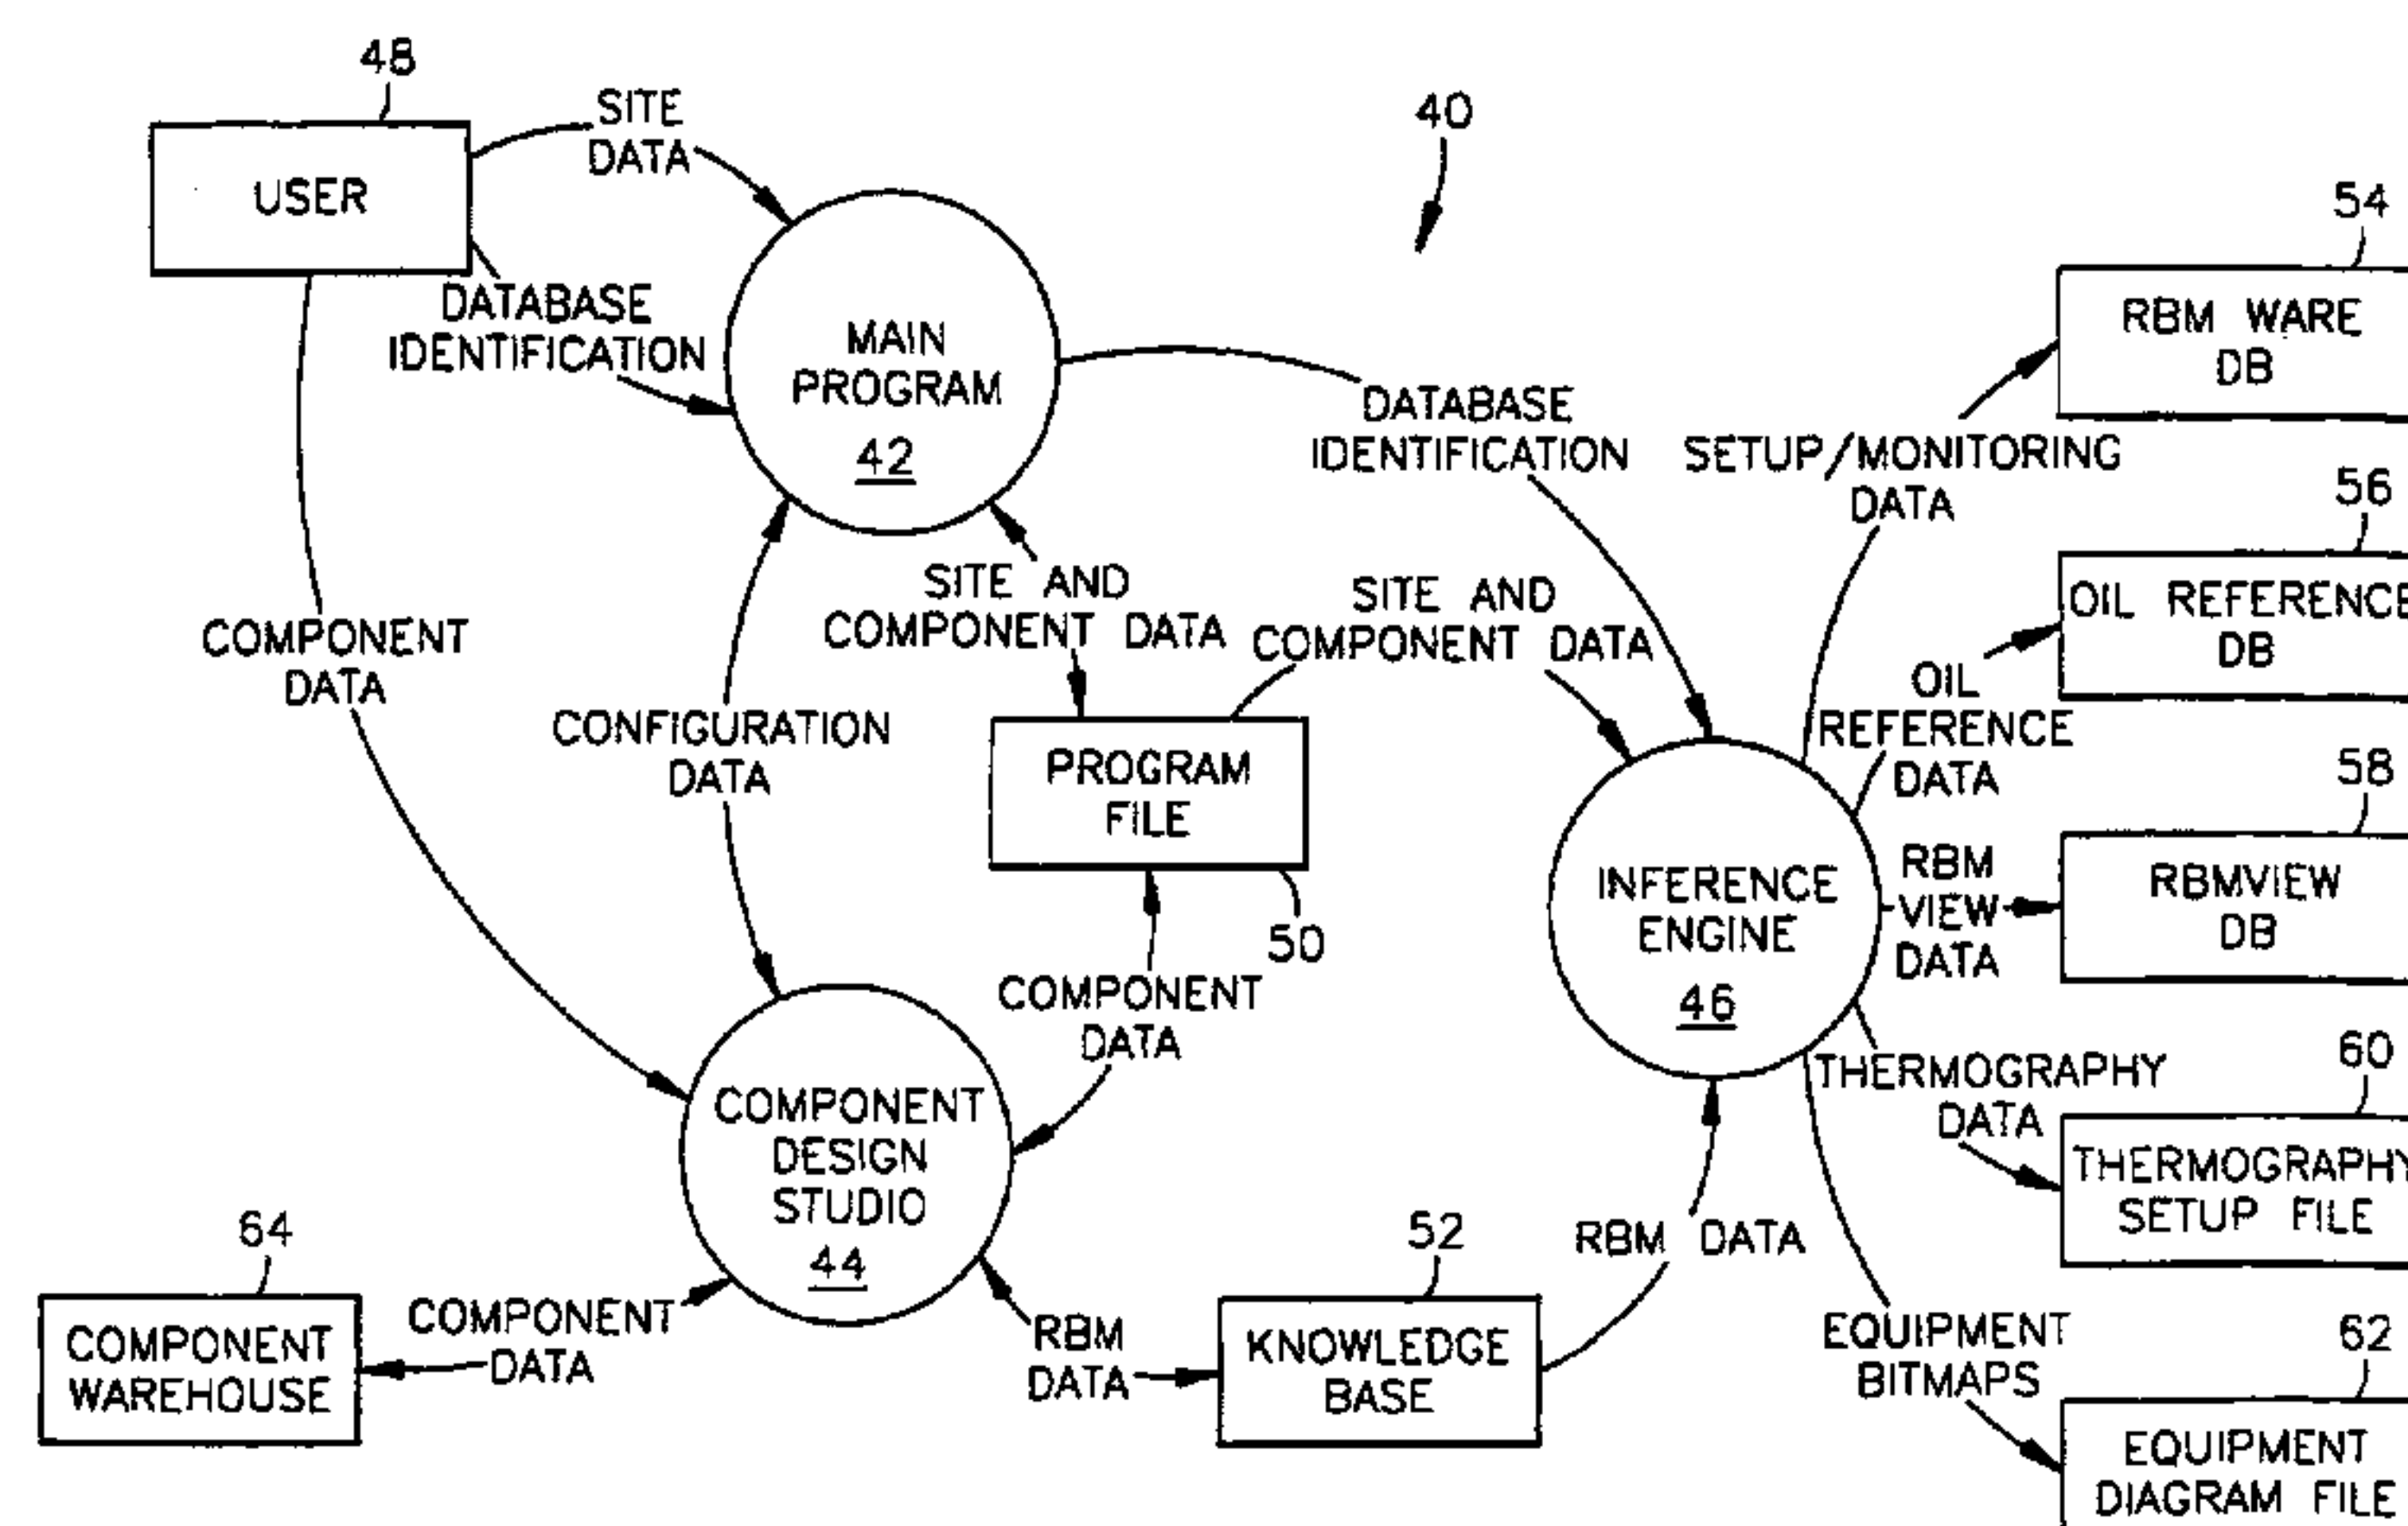 48
USER
SITE
DATA
DATABASE
IDENTIFICATION
40
MAIN
PROGRAM
42
DATABASE
IDENTIFICATION
SETUP/MONITORING
DATA
54
RBM WARE
DB
56
OIL REFERENCE
DB
OIL
REFERENCE
DATA
COMPONENT
DATA
CONFIGURATION
DATA
SITE AND
COMPONENT DATA
SITE AND
COMPONENT DATA
PROGRAM
FILE
50
INFERENCE
ENGINE
46
RBM
VIEW
DATA
58
RBMVIEW
DB
COMPONENT
DATA
COMPONENT
DESIGN
STUDIO
44
THERMOGRAPHY
DATA
60
THERMOGRAPHY
SETUP FILE
64
COMPONENT
WAREHOUSE
COMPONENT
DATA
RBM
DATA
52
KNOWLEDGE
BASE
RBM DATA
EQUIPMENT
BITMAPS
62
EQUIPMENT
DIAGRAM FILE